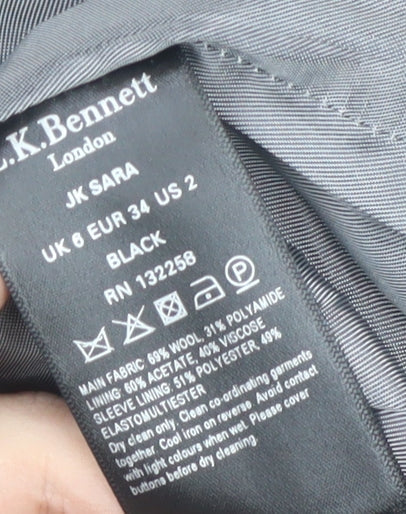 .K.Bennett
London
JK SARA
UK 6 EUR 34 US 2
BLACK
RN 132258
P
MAIN FABRIC 69% WOOL, 31% POLYAMIDE
LINING: 60% ACETATE, 40% VISCOSE
SLEEVE LINING: 51% POLYESTER, 49%
ELASTOMULTIESTER
Dry clean only. Clean co-ordinating garments
together. Cool iron on reverse. Avoid contact
with light colours when wet. Please cover
buttons before dry cleaning.